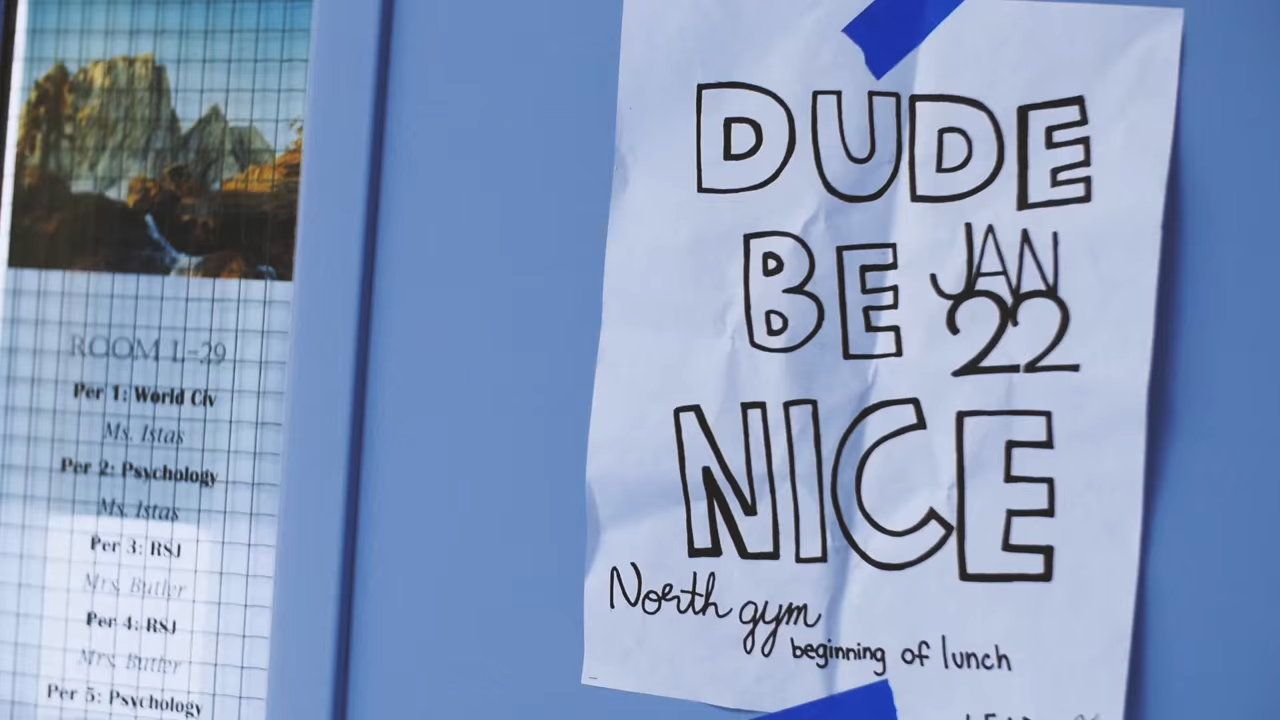 ROOM L-29
Per 1: World Civ
Ms. Istas
Per 2: Psychology
Ms. Istas
Per 3: RSJ
Mrs. Butler
Per 4: RSJ
Mrs. Butler
Per 5: Psychology
DUDE
BE JAN 22
NICE
North gym
beginning of lunch